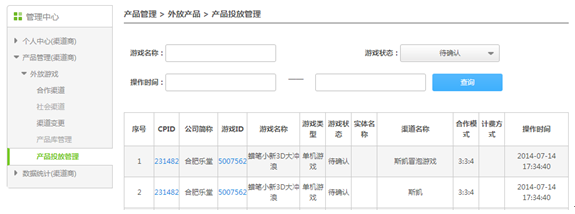 管理中心
个人中心(渠道商)
产品管理(渠道商)
外放游戏
合作渠道
社会渠道
渠道变更
产品库管理
产品投放管理
数据统计(渠道商)
产品管理 > 外放产品 > 产品投放管理
游戏名称： 游戏状态： 待确认
操作时间： — 查询
序号 CPID 公司简称 游戏ID 游戏名称 游戏类型 游戏状态 实体名称 渠道名称 合作模式 计费方式 操作时间
1 231482 合肥乐堂 5007562 蜡笔小新3D大冲浪 单机游戏 待确认 斯凯冒泡游戏 3:3:4 2014-07-14 17:34:40
2 231482 合肥乐堂 5007562 蜡笔小新3D大冲浪 单机游戏 待确认 斯凯 3:3:4 2014-07-14 17:34:40